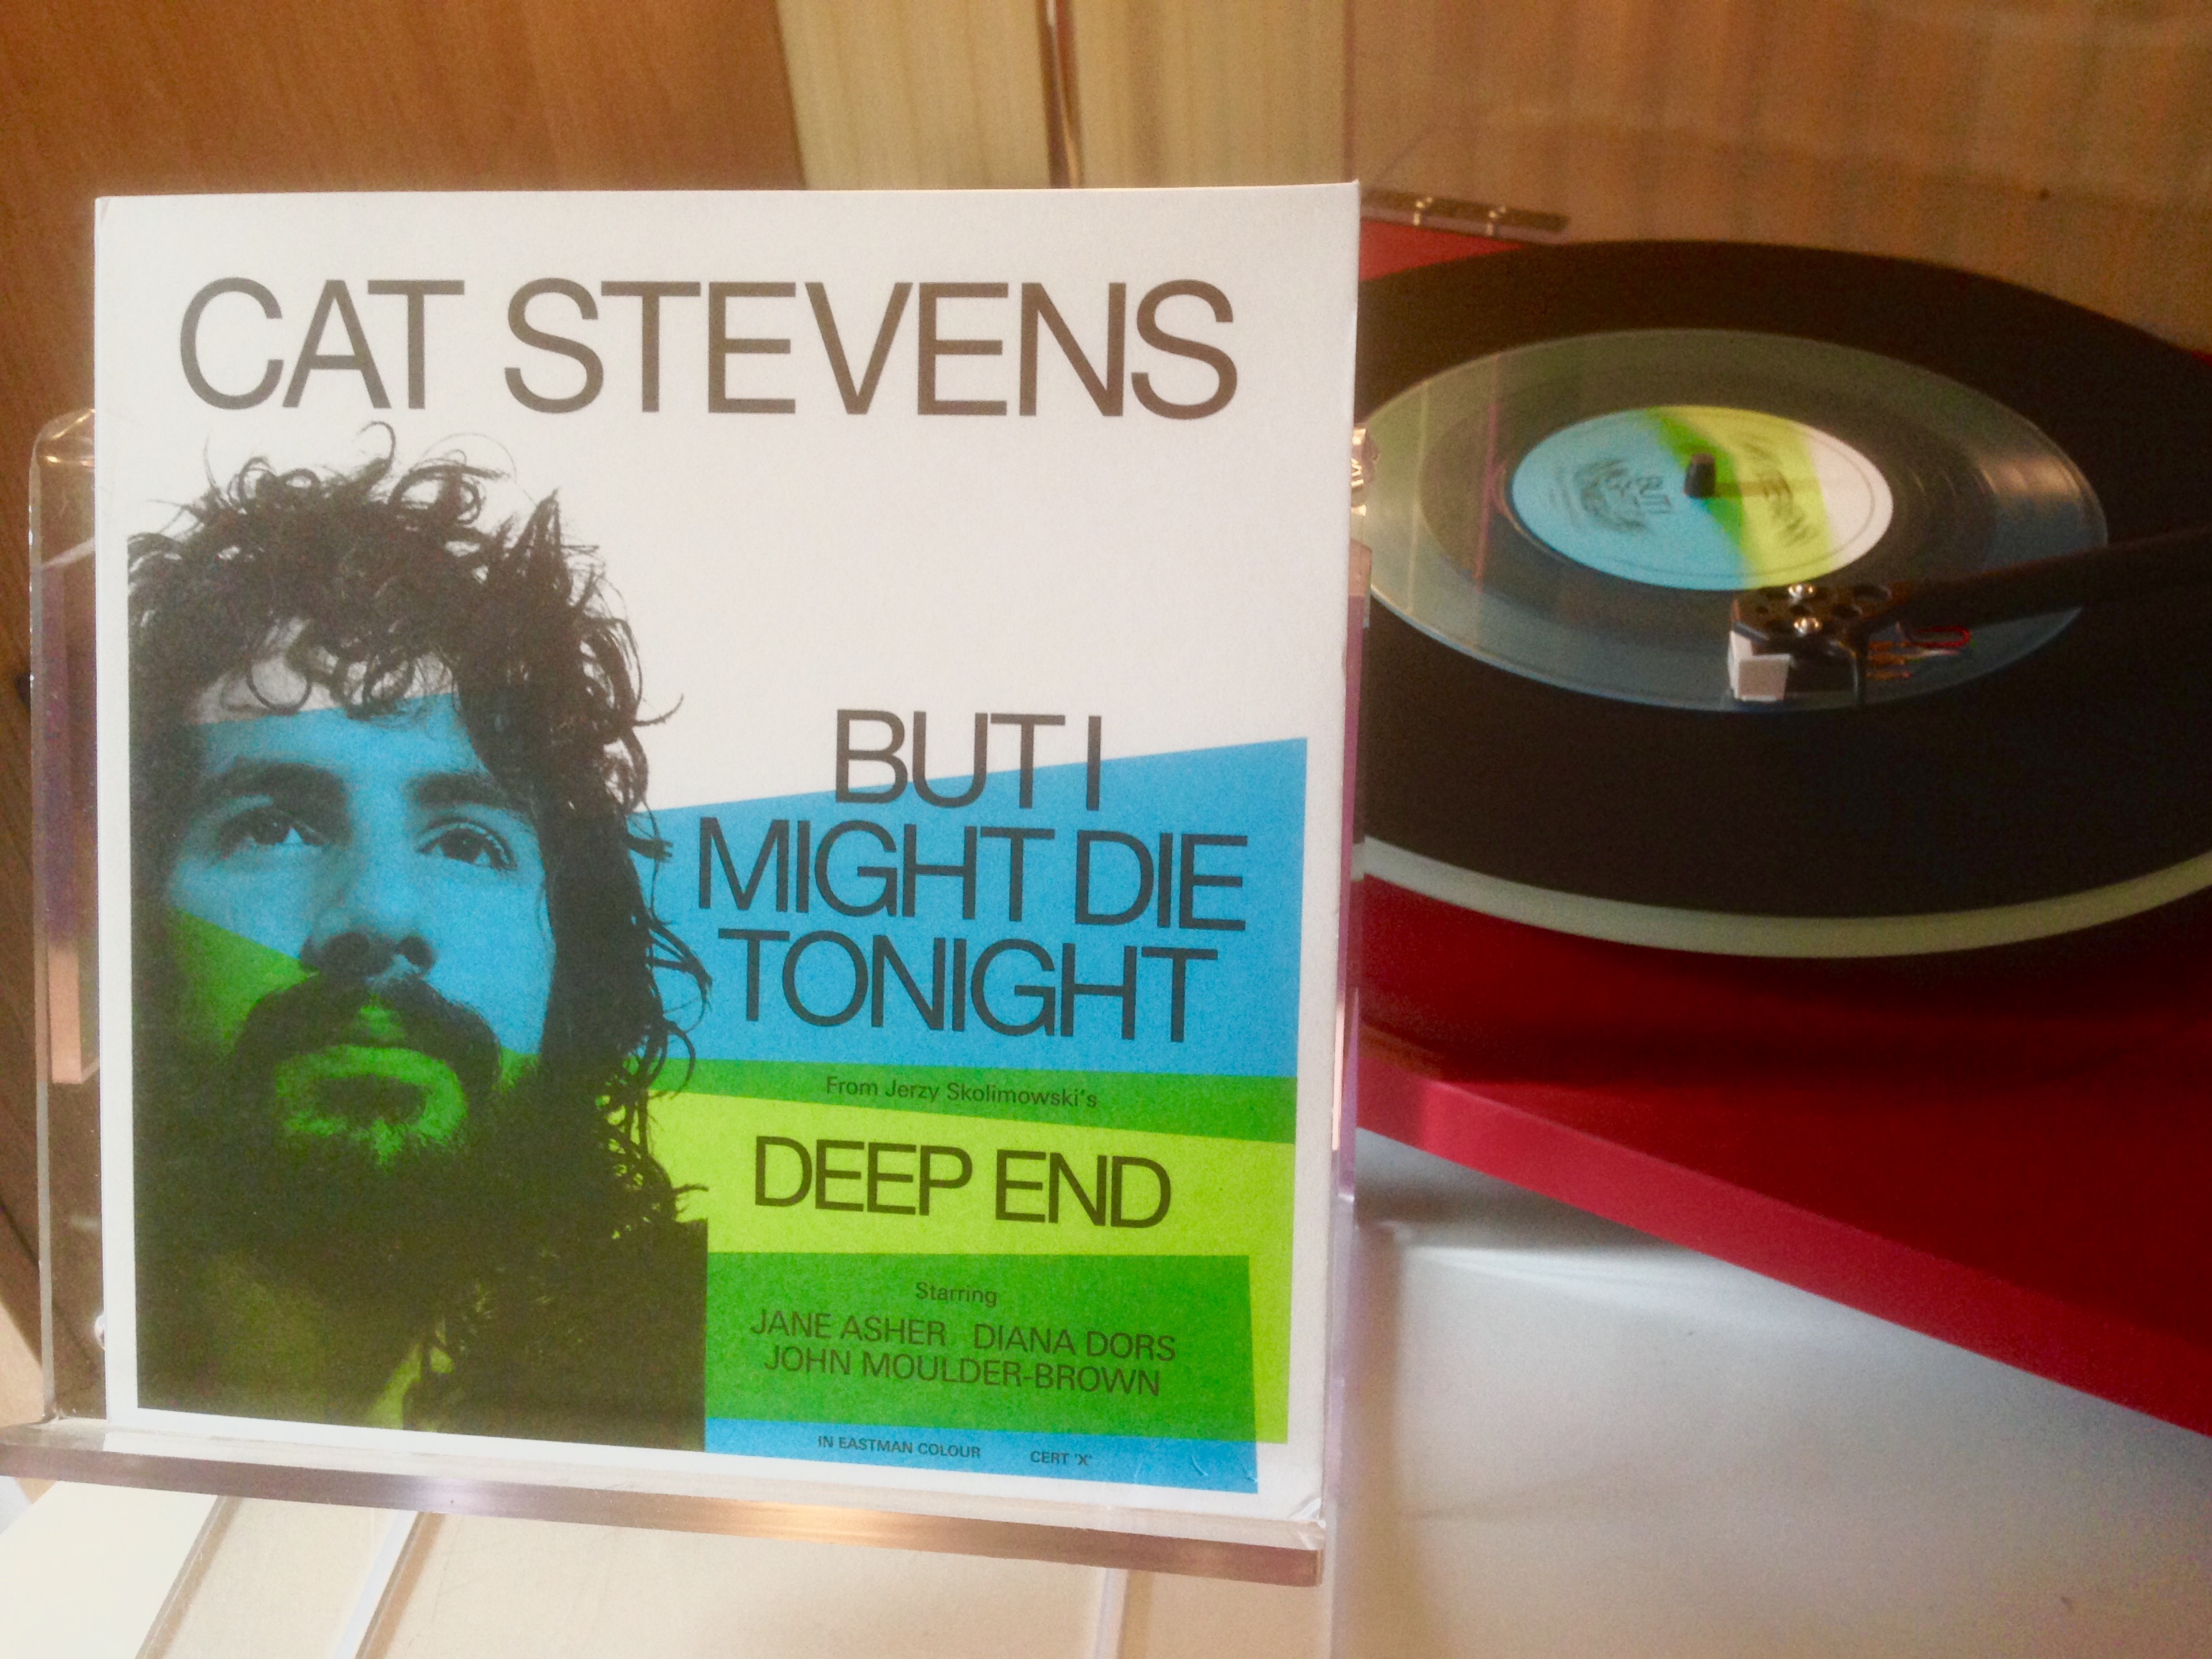 CAT STEVENS
BUT I
MIGHT DIE
TONIGHT
From Jerzy Skolimowski's
DEEP END
Starring
JANE ASHER DIANA DORS
JOHN MOULDER-BROWN
IN EASTMAN COLOUR CERT 'X'